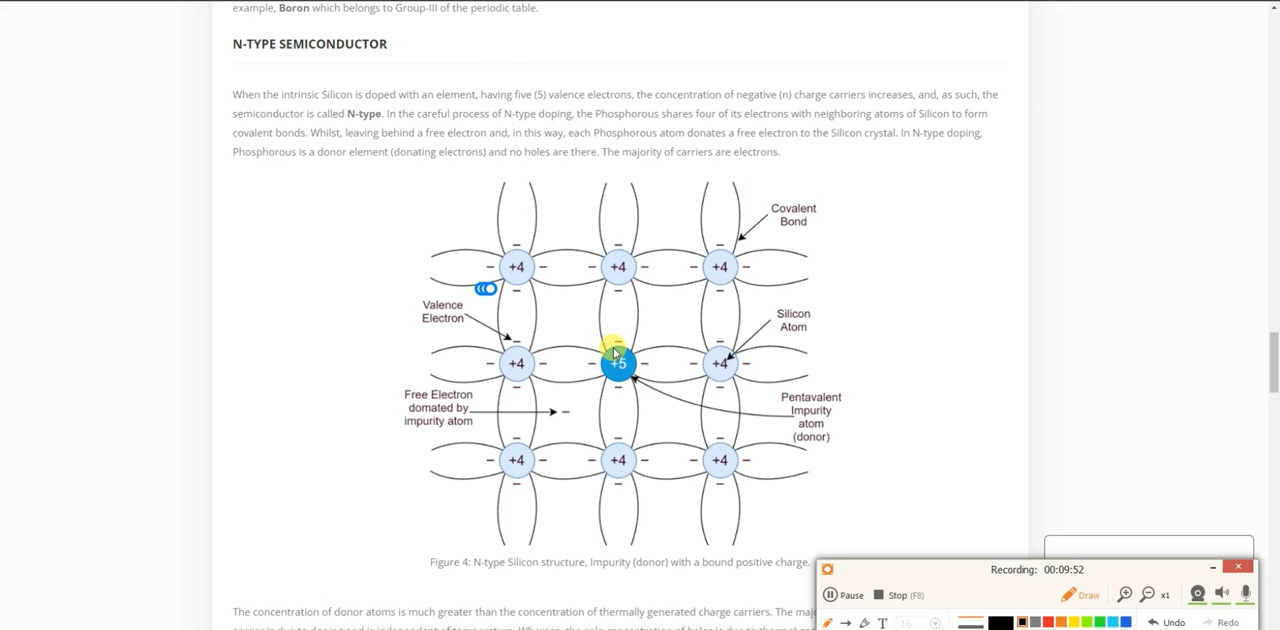 example, Boron which belongs to Group-III of the periodic table.
N-TYPE SEMICONDUCTOR
When the intrinsic Silicon is doped with an element, having five (5) valence electrons, the concentration of negative (n) charge carriers increases, and, as such, the
semiconductor is called N-type. In the careful process of N-type doping, the Phosphorous shares four of its electrons with neighboring atoms of Silicon to form
covalent bonds. Whilst, leaving behind a free electron and, in this way, each Phosphorous atom donates a free electron to the Silicon crystal. In N-type doping,
Phosphorous is a donor element (donating electrons) and no holes are there. The majority of carriers are electrons.
Covalent
Bond
+4 +4 +4
Valence
Electron
Silicon
Atom
+4 +5 +4
Free Electron
domated by
impurity atom
Pentavalent
Impurity
atom
(donor)
+4 +4 +4
Figure 4: N-type Silicon structure, Impurity (donor) with a bound positive charge.
The concentration of donor atoms is much greater than the concentration of thermally generated charge carriers. The
Recording: 00:09:52
Pause Stop (F8) Draw x1
T 16 Undo Redo